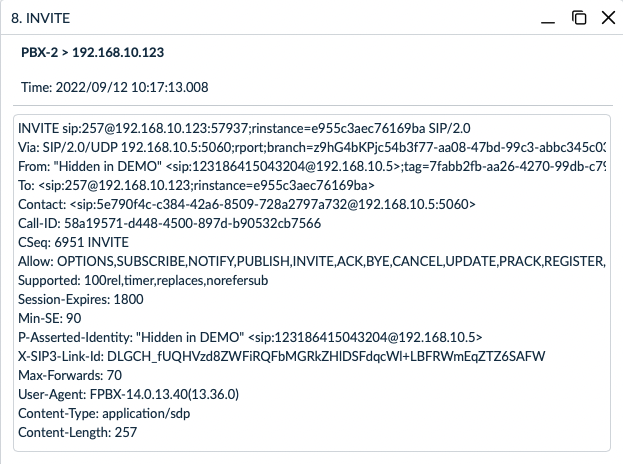 8. INVITE
PBX-2 > 192.168.10.123
Time: 2022/09/12 10:17:13.008
INVITE sip:257@192.168.10.123:57937;rinstance=e955c3aec76169ba SIP/2.0
Via: SIP/2.0/UDP 192.168.10.5:5060;rport;branch=z9hG4bKPjc54b3f77-aa08-47bd-99c3-abbc345c03
From: "Hidden in DEMO" <sip:123186415043204@192.168.10.5>;tag=7fabb2fb-aa26-4270-99db-c79
To: <sip:257@192.168.10.123;rinstance=e955c3aec76169ba>
Contact: <sip:5e790f4c-c384-42a6-8509-728a2797a732@192.168.10.5:5060>
Call-ID: 58a19571-d448-4500-897d-b90532cb7566
CSeq: 6951 INVITE
Allow: OPTIONS,SUBSCRIBE,NOTIFY,PUBLISH,INVITE,ACK,BYE,CANCEL,UPDATE,PRACK,REGISTER,
Supported: 100rel,timer,replaces,norefersub
Session-Expires: 1800
Min-SE: 90
P-Asserted-Identity: "Hidden in DEMO" <sip:123186415043204@192.168.10.5>
X-SIP3-Link-Id: DLGCH_fUQHVzd8ZWFiRQFbMGRkZHlDSFdqcWl+LBFRWmEqZTZ6SAFW
Max-Forwards: 70
User-Agent: FPBX-14.0.13.40(13.36.0)
Content-Type: application/sdp
Content-Length: 257